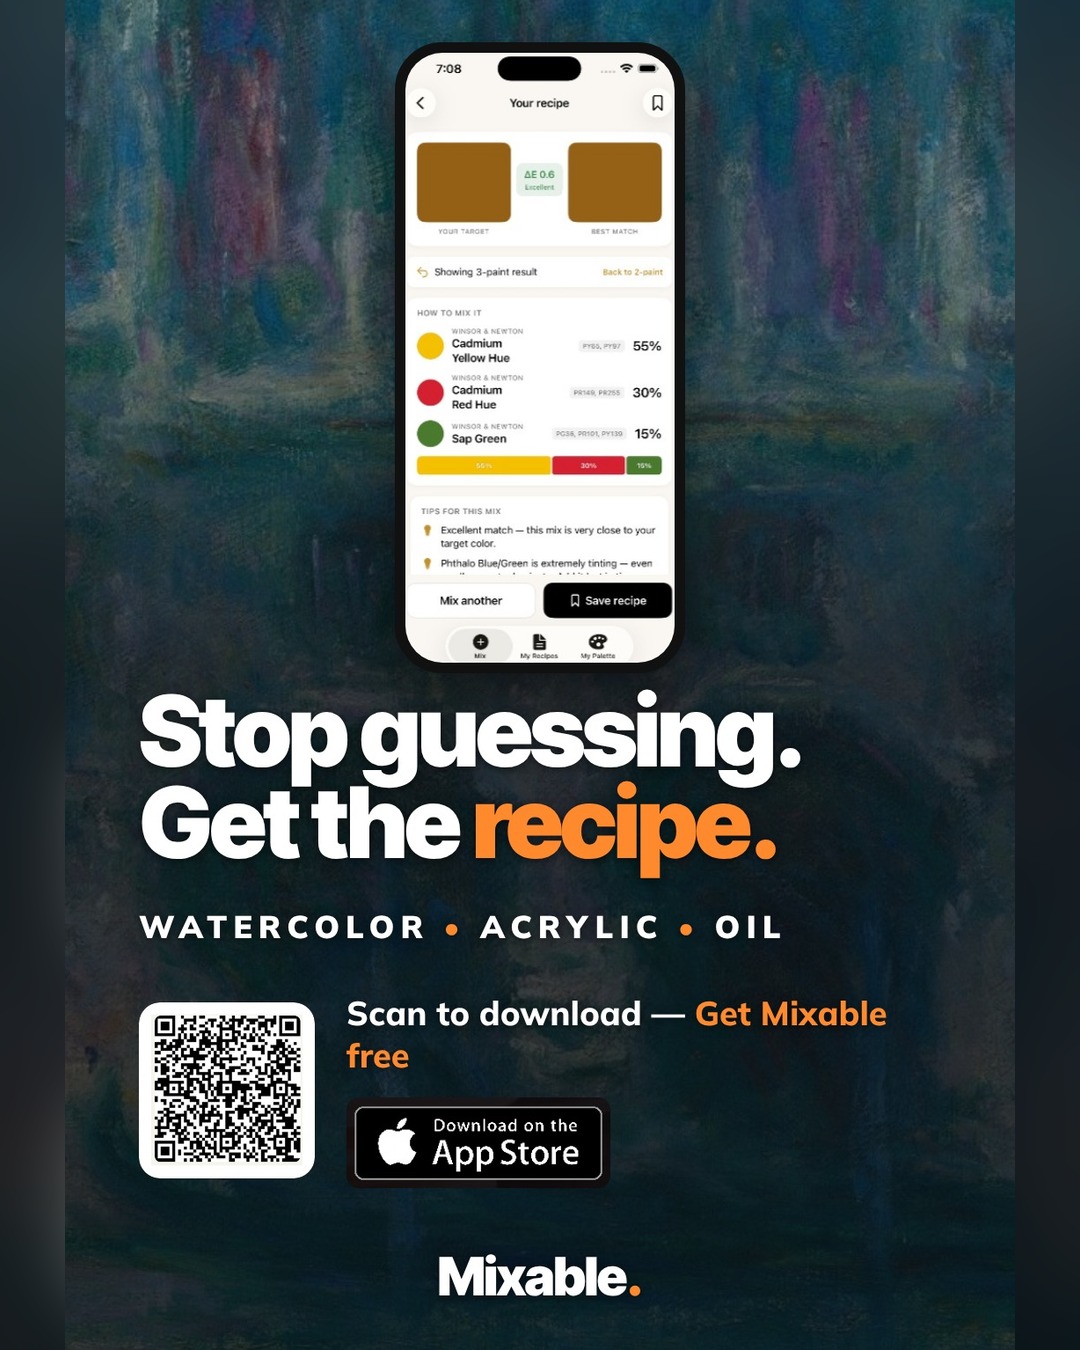 7:08
Your recipe
ΔE 0.6
Excellent
YOUR TARGET
BEST MATCH
Showing 3-paint result
Back to 2-paint
HOW TO MIX IT
WINSOR & NEWTON
Cadmium
Yellow Hue
PY65, PY97
55%
WINSOR & NEWTON
Cadmium
Red Hue
PR149, PR255
30%
WINSOR & NEWTON
Sap Green
PG36, PR101, PY139
15%
55%
30%
15%
TIPS FOR THIS MIX
Excellent match — this mix is very close to your
target color.
Phthalo Blue/Green is extremely tinting — even
Mix another
Save recipe
Mix
My Recipes
My Palette
Stop guessing.
Get the recipe.
WATERCOLOR • ACRYLIC • OIL
Scan to download — Get Mixable
free
Download on the
App Store
Mixable.